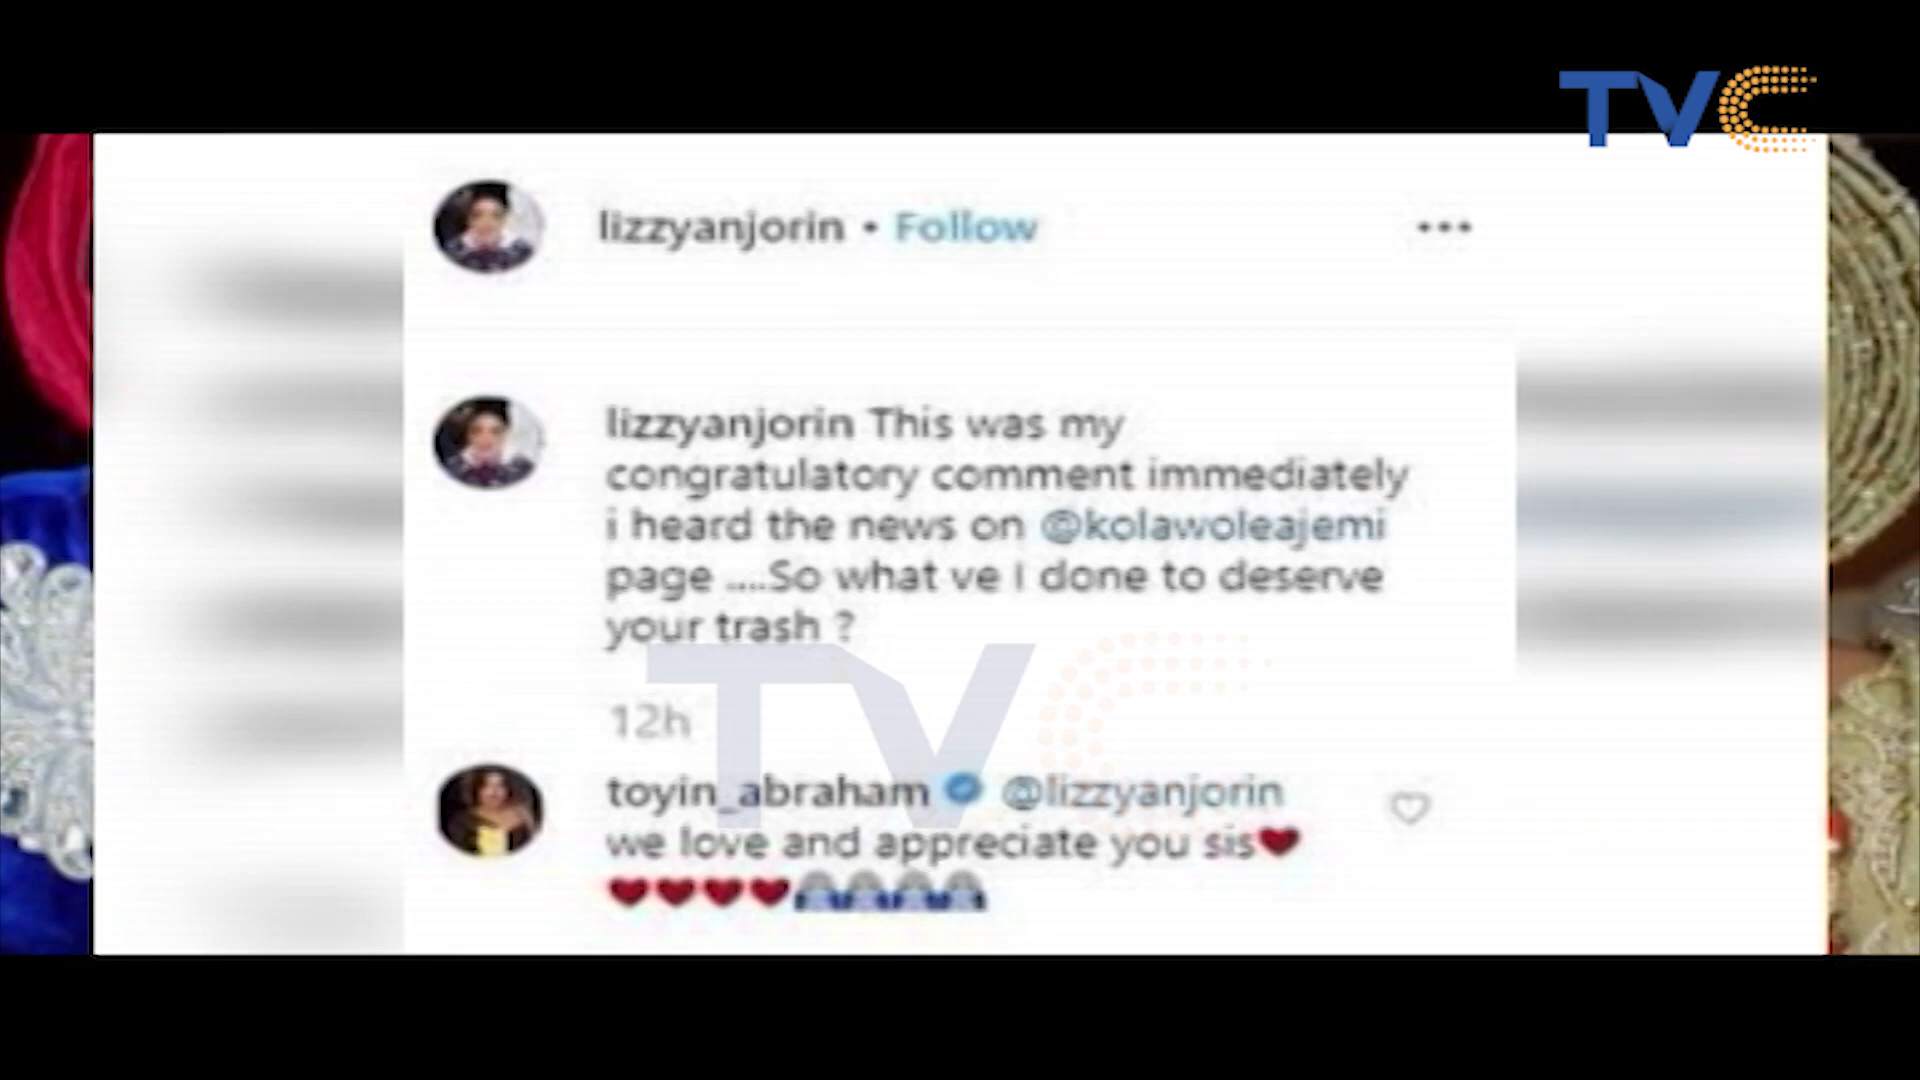 TVC
lizzyanjorin • Follow
lizzyanjorin This was my
congratulatory comment immediately
i heard the news on @kolawoleajemi
page ....So what ve I done to deserve
your trash ?
TVC
12h
toyin_abraham @lizzyanjorin
we love and appreciate you sis